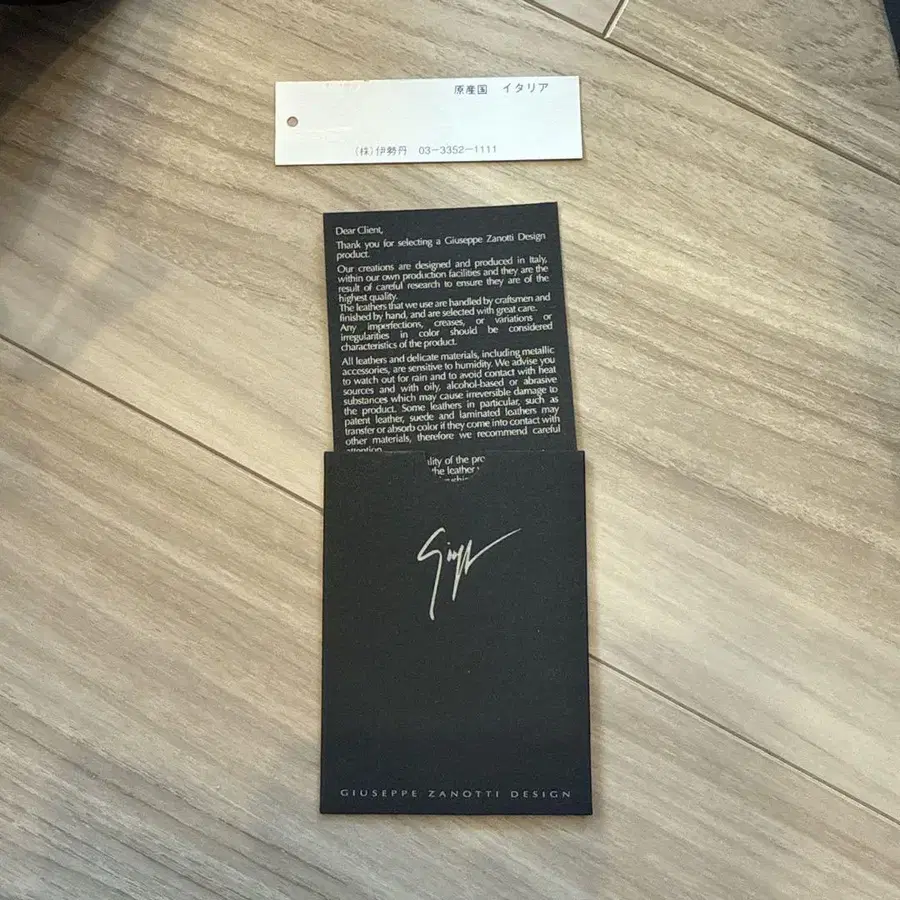 原産国 イタリア
(株)伊勢丹 03-3352-1111
Dear Client,
Thank you for selecting a Giuseppe Zanotti Design
product.
Our creations are designed and produced in Italy,
within our own production facilities and they are the
result of careful research to ensure they are of the
highest quality.
The leathers that we use are handled by craftsmen and
finished by hand, and are selected with great care.
Any imperfections, creases, or variations or
irregularities in color should be considered
characteristics of the product.
All leathers and delicate materials, including metallic
accessories, are sensitive to humidity. We advise you
to watch out for rain and to avoid contact with heat
sources and with oily, alcohol-based or abrasive
substances which may cause irreversible damage to
the product. Some leathers in particular, such as
patent leather, suede and laminated leathers may
transfer or absorb color if they come into contact with
other materials, therefore we recommend careful
attention.
of the
the leather
GIUSEPPE ZANOTTI DESIGN